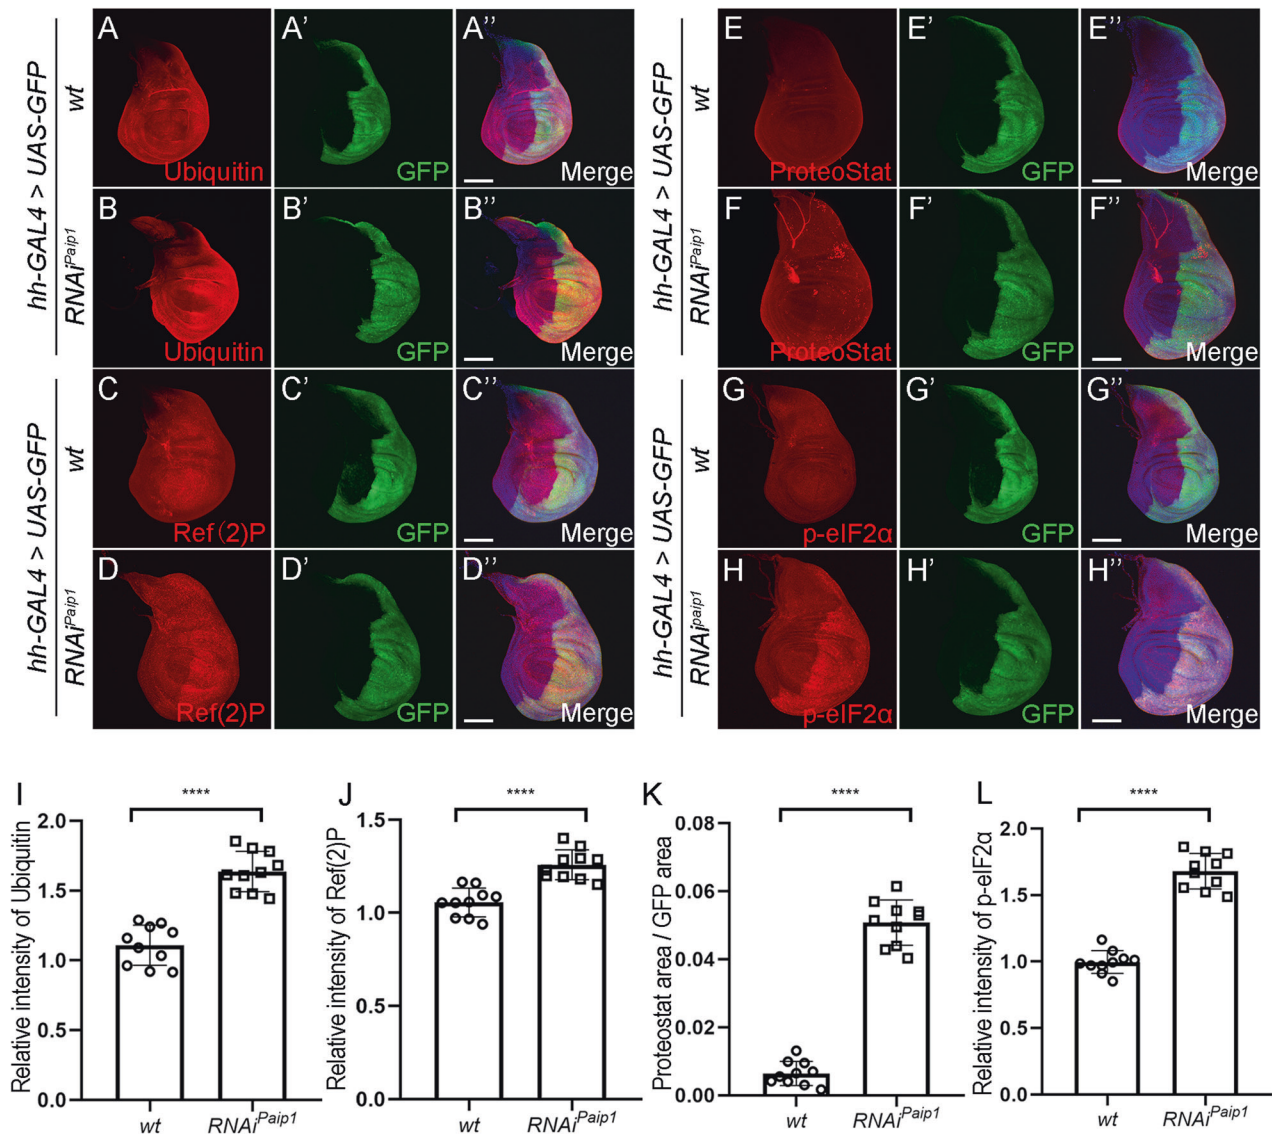 hh-GAL4 > UAS-GFP
wt
RNAi^Paip1
A
Ubiquitin
A’
GFP
A’’
Merge
B
Ubiquitin
B’
GFP
B’’
Merge
hh-GAL4 > UAS-GFP
wt
RNAi^Paip1
C
Ref(2)P
C’
GFP
C’’
Merge
D
Ref(2)P
D’
GFP
D’’
Merge
hh-GAL4 > UAS-GFP
wt
RNAi^Paip1
E
ProteoStat
E’
GFP
E’’
Merge
F
ProteoStat
F’
GFP
F’’
Merge
hh-GAL4 > UAS-GFP
wt
RNAi^paip1
G
p-eIF2α
G’
GFP
G’’
Merge
H
p-eIF2α
H’
GFP
H’’
Merge
I
****
Relative intensity of Ubiquitin
2.0
1.5
1.0
0.5
0.0
wt
RNAi^Paip1
J
****
Relative intensity of Ref(2)P
1.5
1.0
0.5
0.0
wt
RNAi^Paip1
K
****
Proteostat area / GFP area
0.08
0.06
0.04
0.02
0.00
wt
RNAi^Paip1
L
****
Relative intensity of p-eIF2α
2.0
1.5
1.0
0.5
0.0
wt
RNAi^Paip1